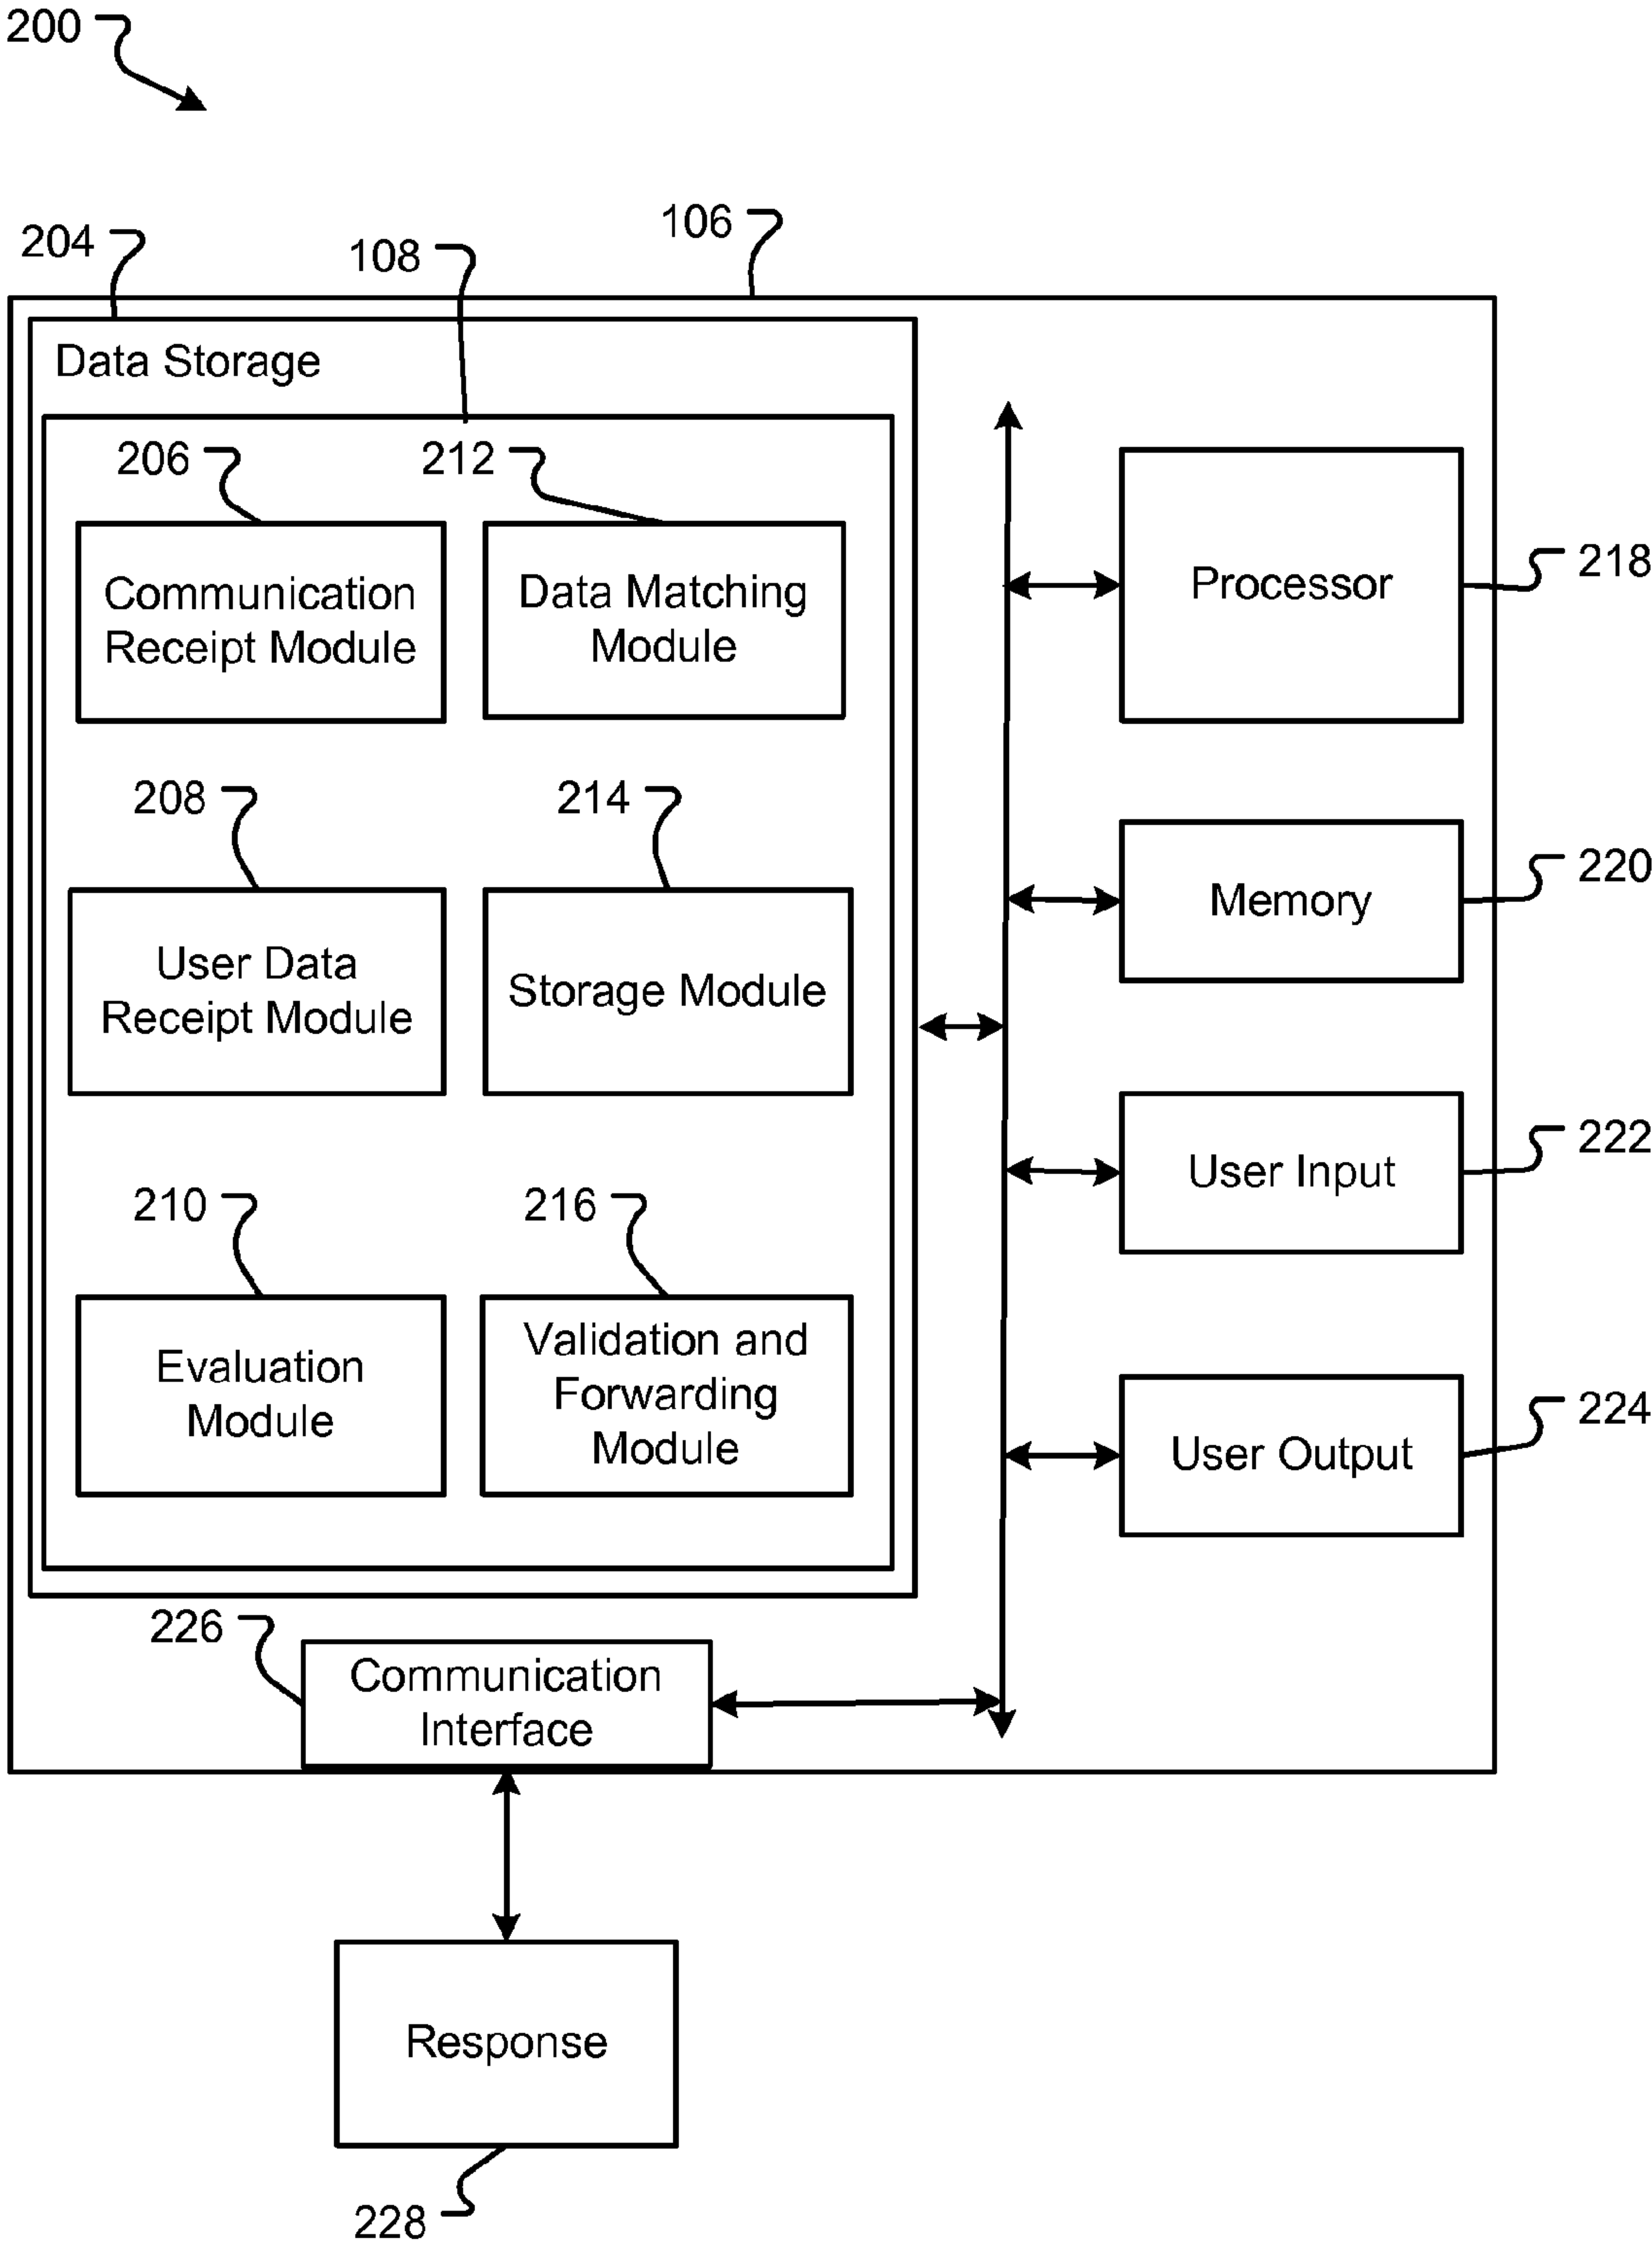 200
204
108
106
Data Storage
206
212
Communication
Receipt Module
Data Matching
Module
Processor
218
208
214
User Data
Receipt Module
Storage Module
Memory
220
User Input
222
210
216
Evaluation
Module
Validation and
Forwarding
Module
User Output
224
226
Communication
Interface
Response
228